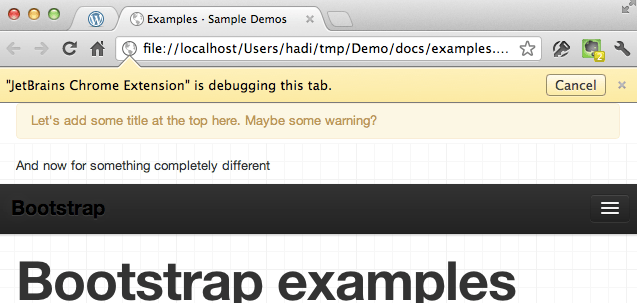 Examples · Sample Demos
file://localhost/Users/hadi/tmp/Demo/docs/examples....
"JetBrains Chrome Extension" is debugging this tab.
Cancel
Let's add some title at the top here. Maybe some warning?
And now for something completely different
Bootstrap
Bootstrap examples